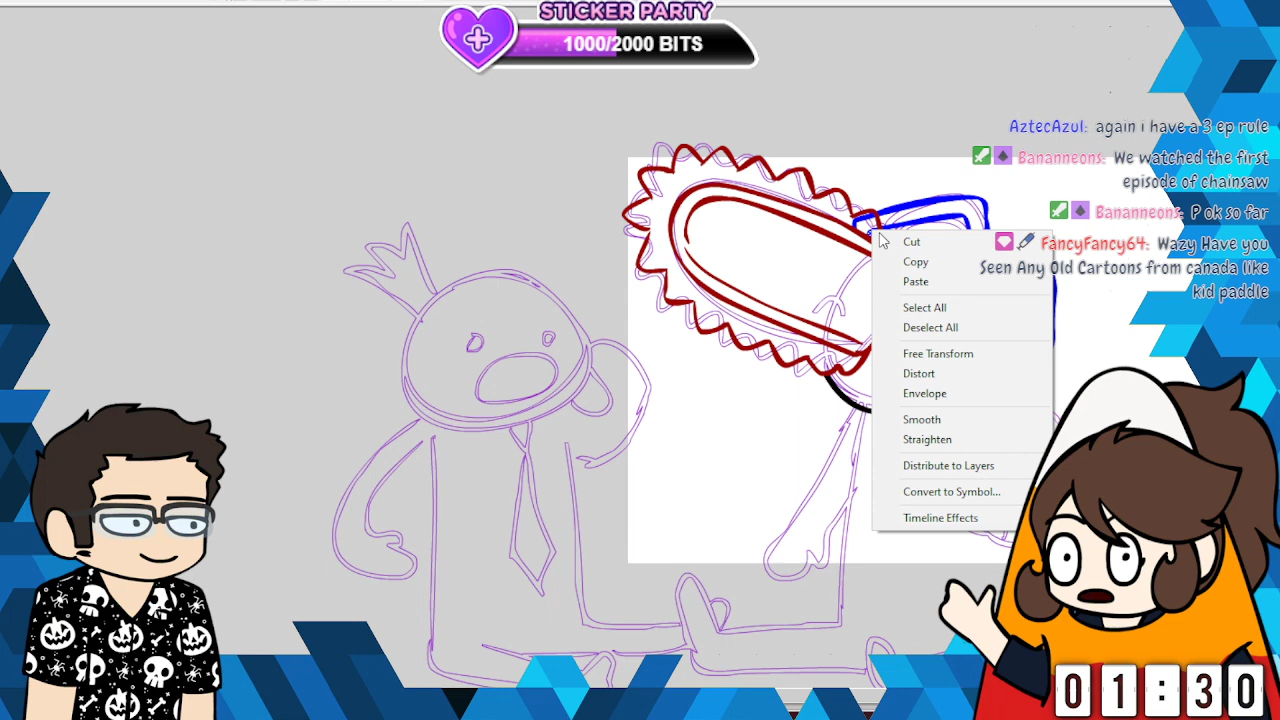 STICKER PARTY
1000/2000 BITS
AztecAzul: again i have a 3 ep rule
Bananneons: We watched the first
episode of chainsaw
Bananneons: P ok so far
FancyFancy64: Wazy Have you
Seen Any Old Cartoons from canada like
kid paddle
Cut
Copy
Paste
Select All
Deselect All
Free Transform
Distort
Envelope
Smooth
Straighten
Distribute to Layers
Convert to Symbol...
Timeline Effects
01:30